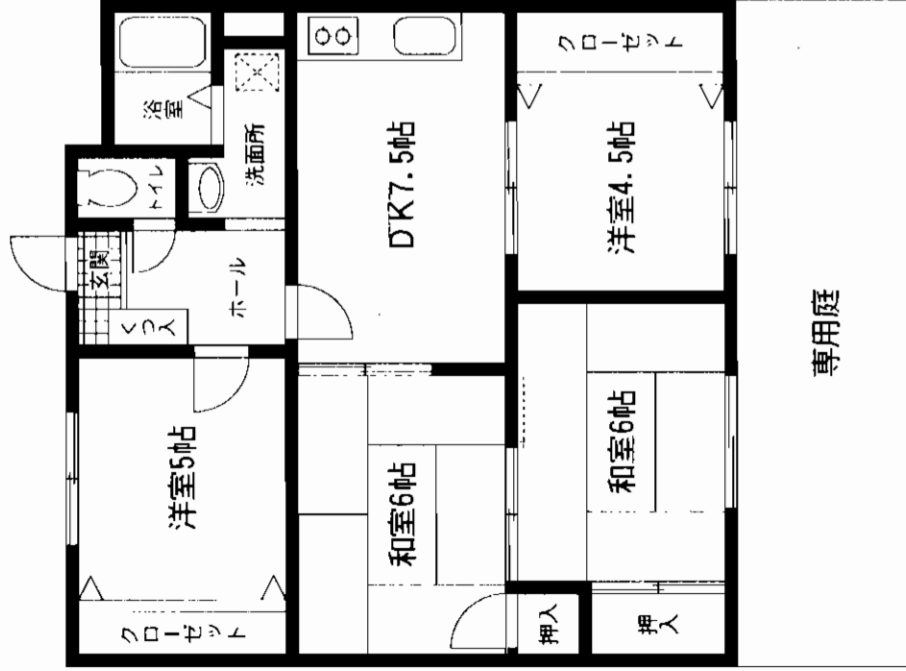 クローゼット
浴室
洗面所
トイレ
DK7.5帖
洋室4.5帖
玄関
ホール
くつ入
専用庭
洋室5帖
和室6帖
和室6帖
クローゼット
押入
押入